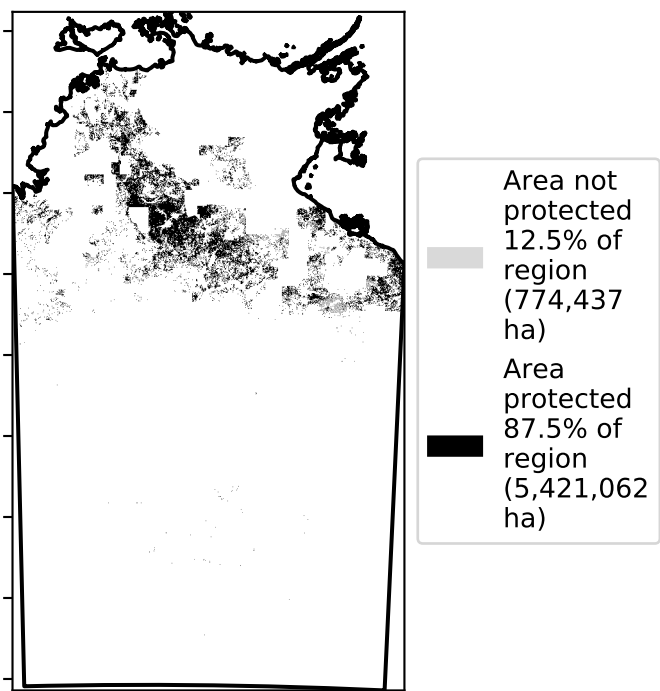 Area not
protected
12.5% of
region
(774,437
ha)
Area
protected
87.5% of
region
(5,421,062
ha)